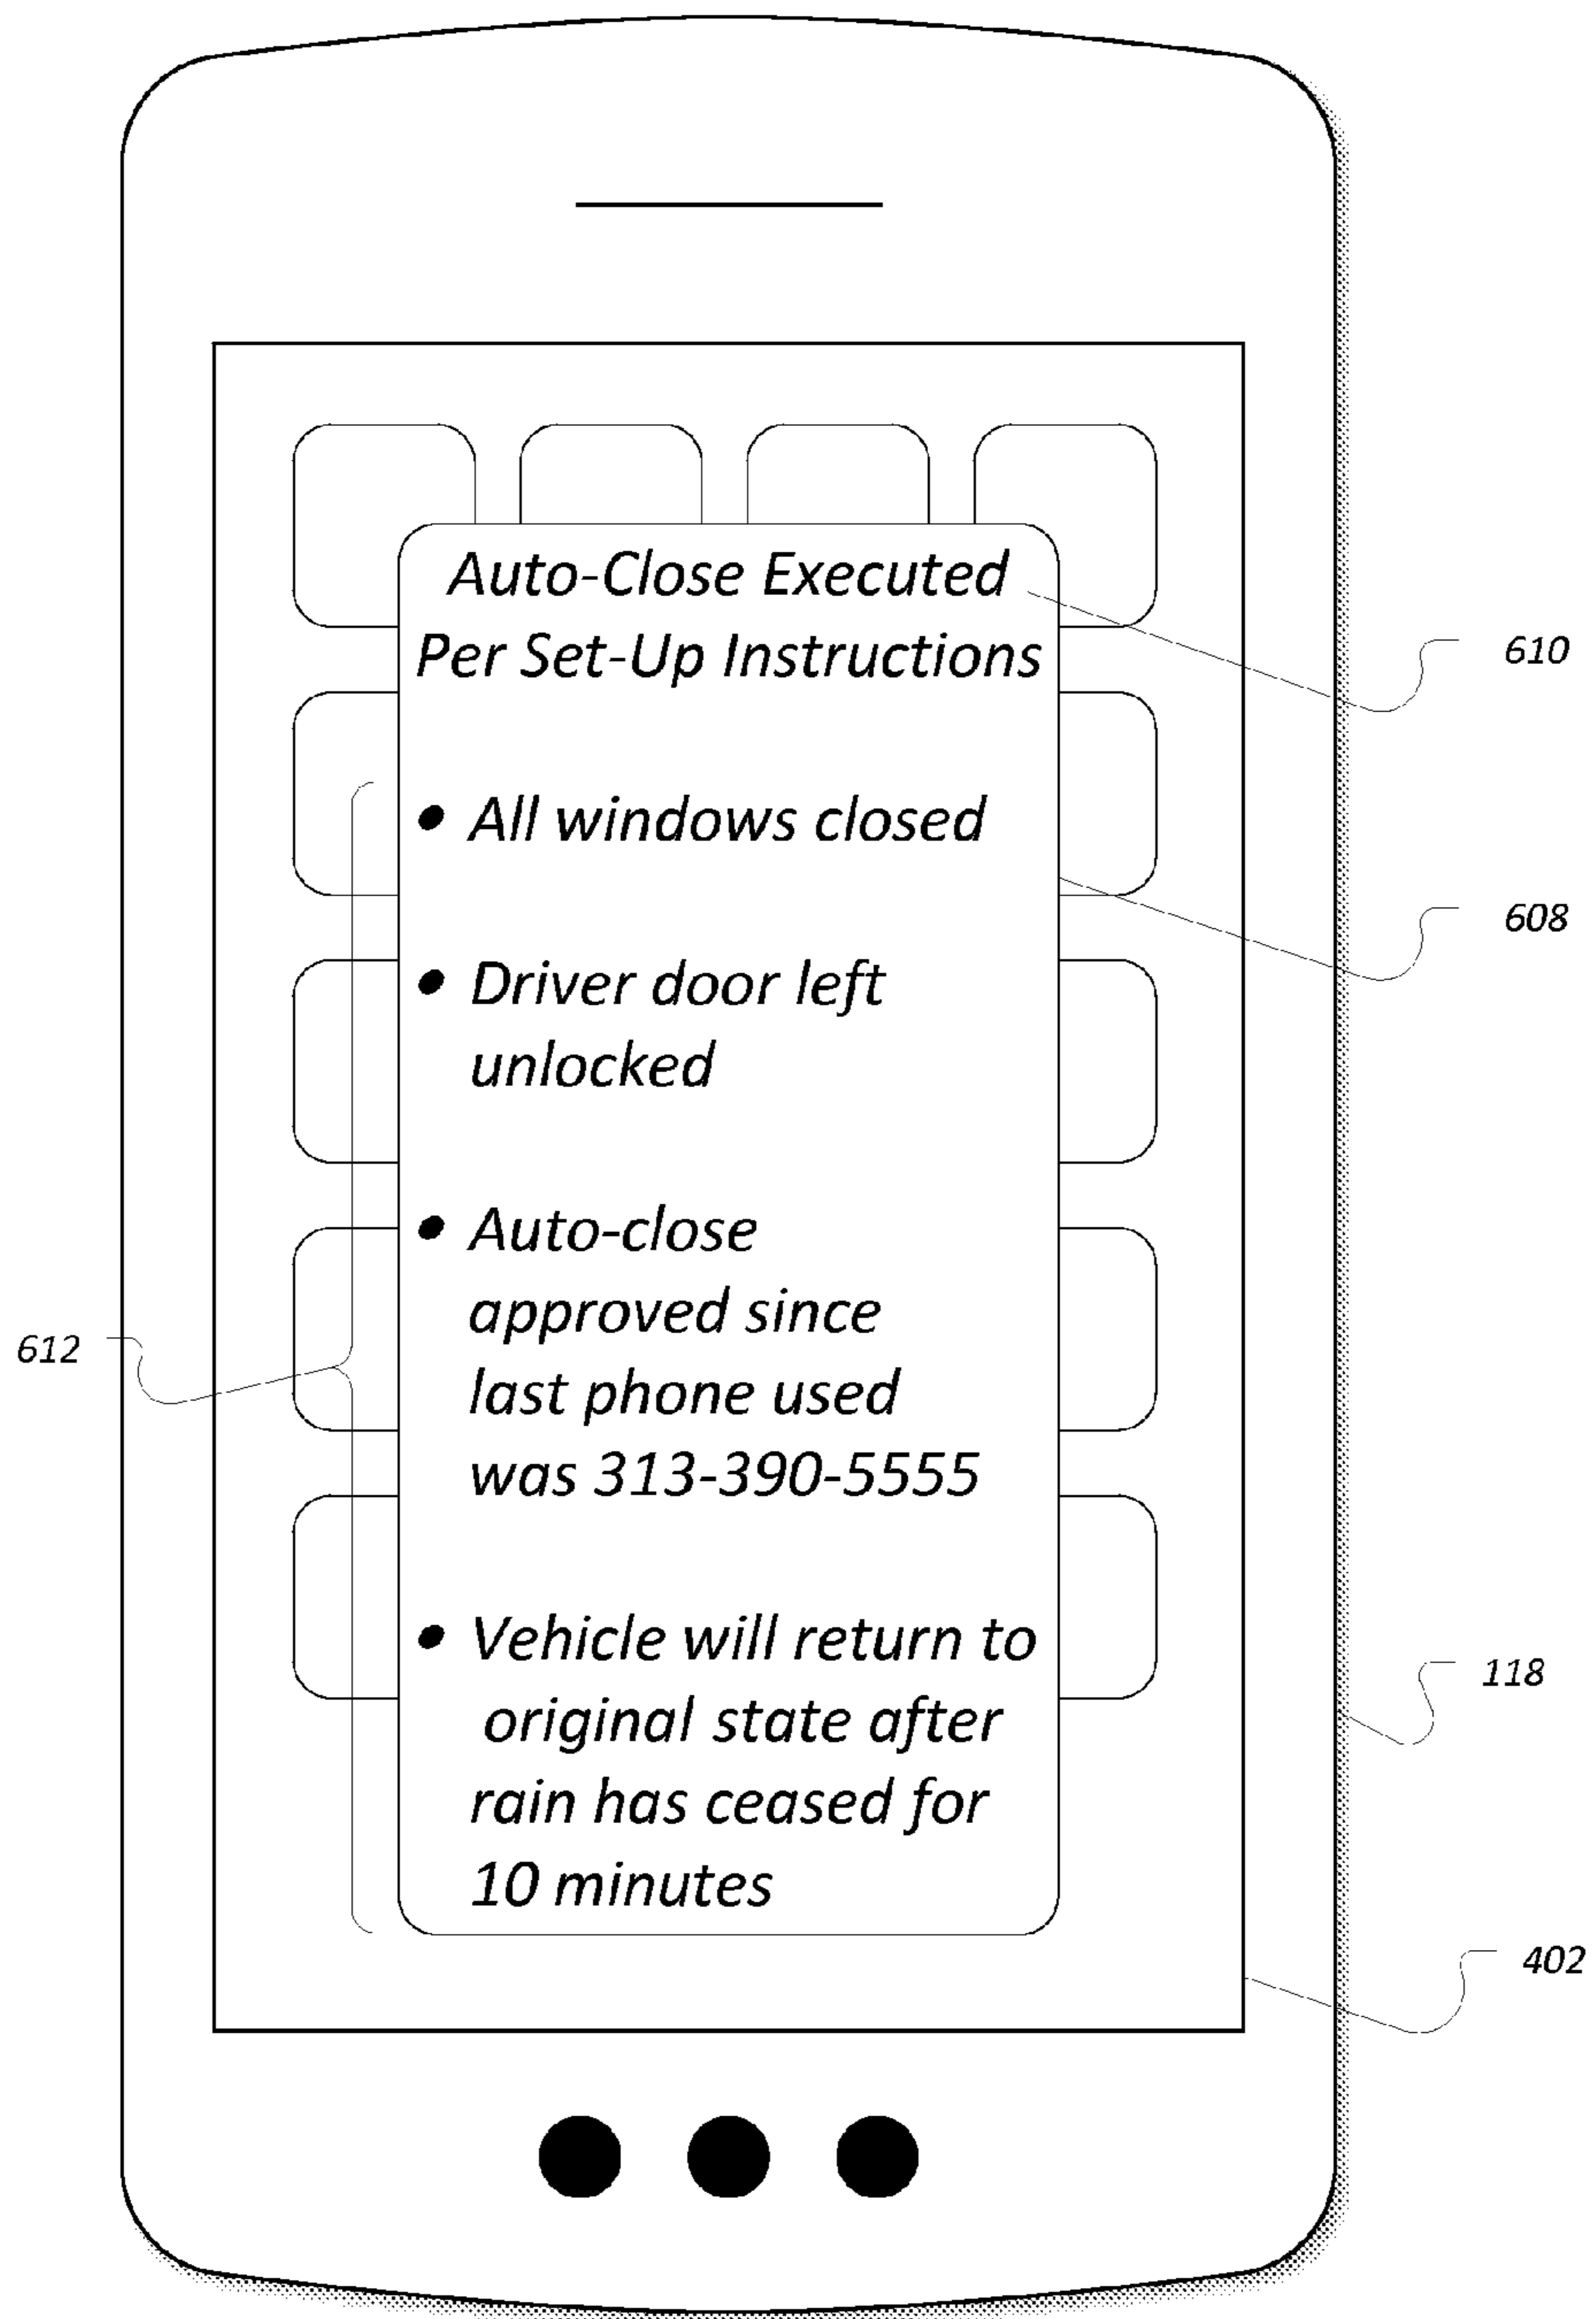 Auto-Close Executed
Per Set-Up Instructions
610
• All windows closed
608
• Driver door left
unlocked
• Auto-close
approved since
612
last phone used
was 313-390-5555
• Vehicle will return to
118
original state after
rain has ceased for
10 minutes
402